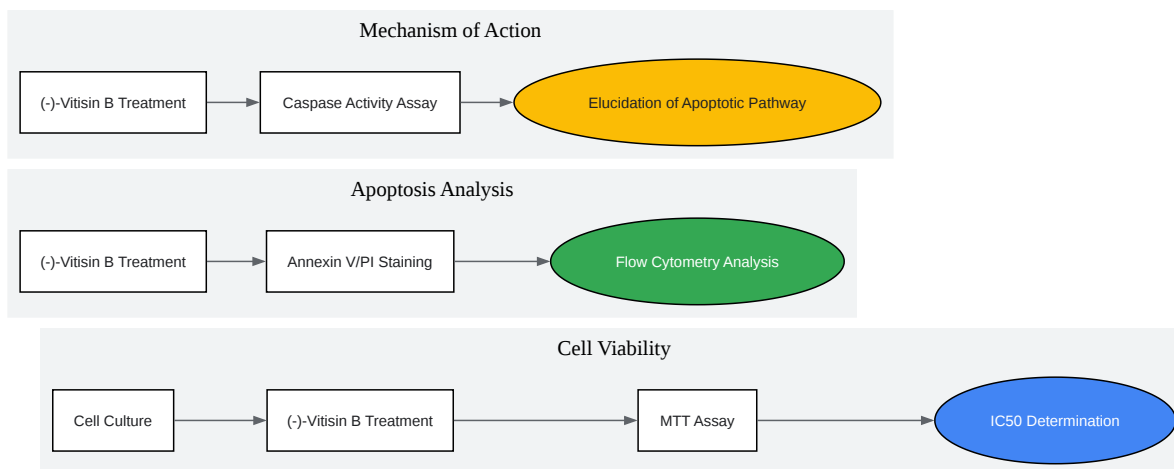 Mechanism of Action
(-)-Vitisin B Treatment
Caspase Activity Assay
Elucidation of Apoptotic Pathway
Apoptosis Analysis
(-)-Vitisin B Treatment
Annexin V/PI Staining
Flow Cytometry Analysis
Cell Viability
Cell Culture
(-)-Vitisin B Treatment
MTT Assay
IC50 Determination